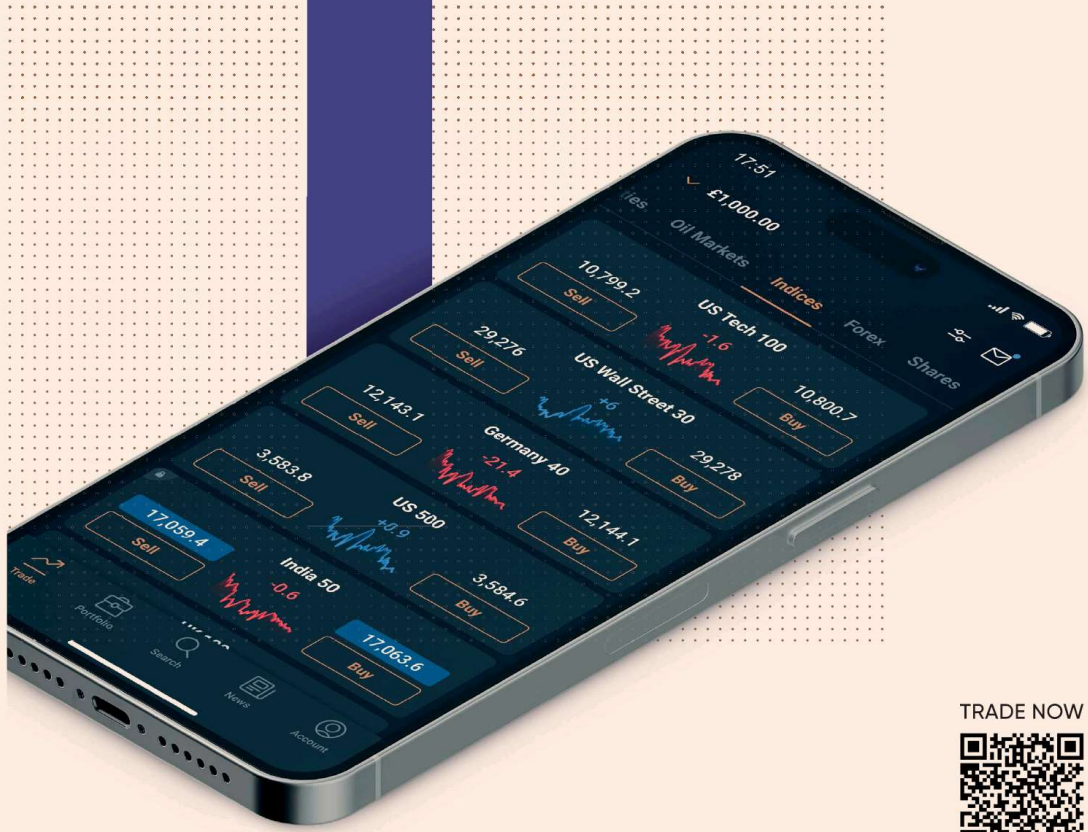 17:51
£1,000.00
Oil Markets
Indices
Forex
Shares
US Tech 100
10,799.2
-1.6
10,800.7
Sell
Buy
US Wall Street 30
29,276
+6
29,278
Sell
Buy
Germany 40
12,143.1
-21.4
12,144.1
Sell
Buy
US 500
3,583.8
+0.9
3,584.6
Sell
Buy
India 50
17,059.4
-0.6
17,063.6
Sell
Buy
Trade
Portfolio
Search
News
Account
TRADE NOW